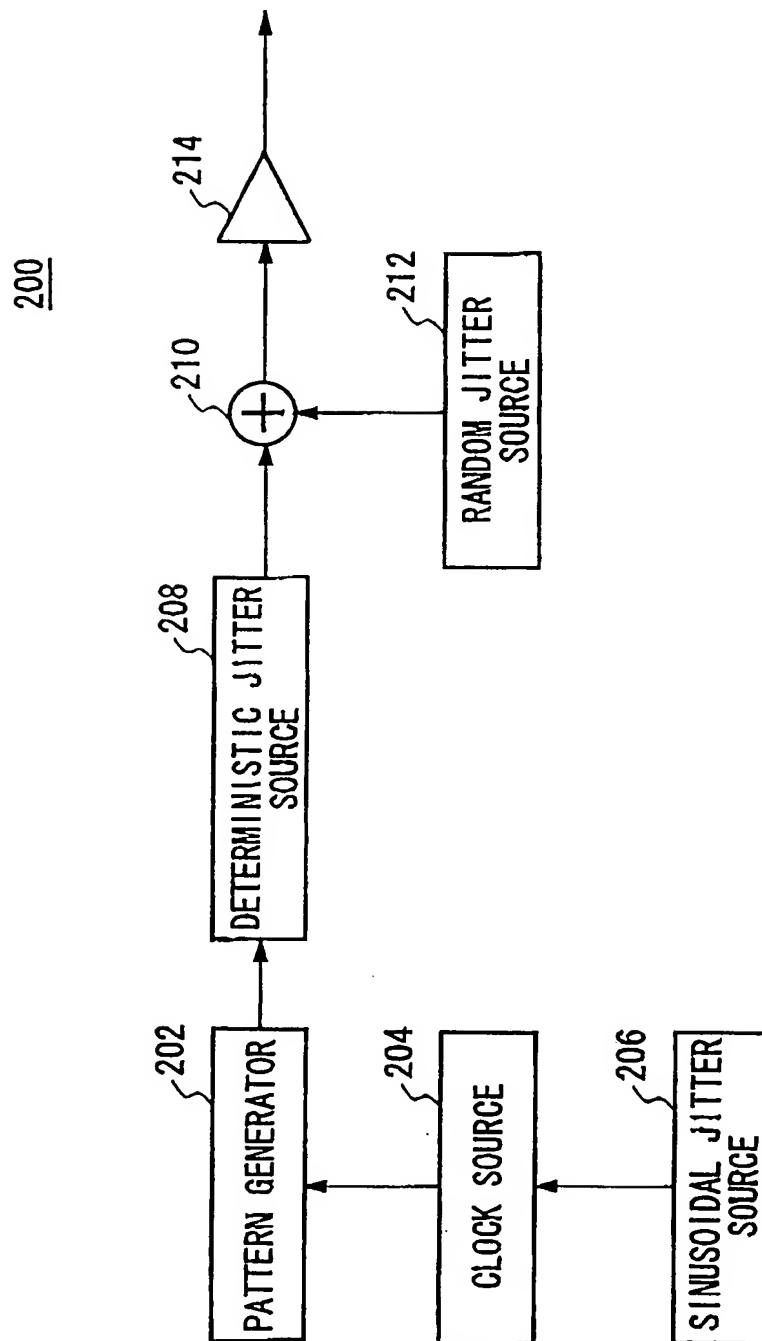 200
202
PATTERN GENERATOR
204
CLOCK SOURCE
206
SINUSOIDAL JITTER
SOURCE
208
DETERMINISTIC JITTER
SOURCE
210
+
212
RANDOM JITTER
SOURCE
214